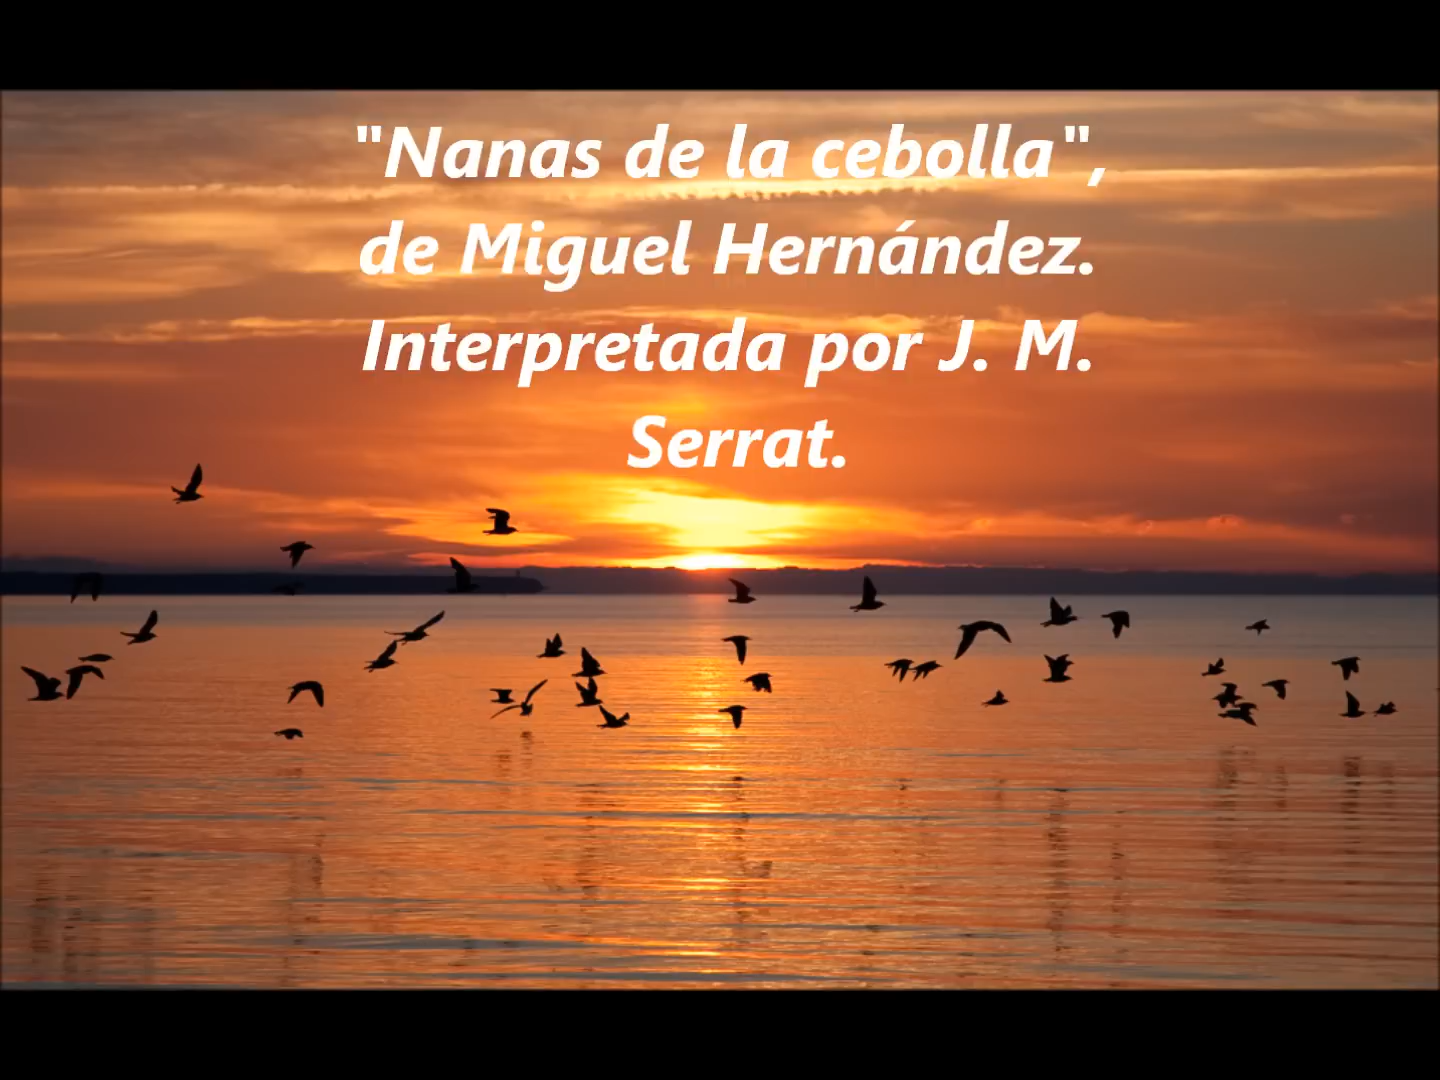 "Nanas de la cebolla",
de Miguel Hernández.
Interpretada por J. M.
Serrat.